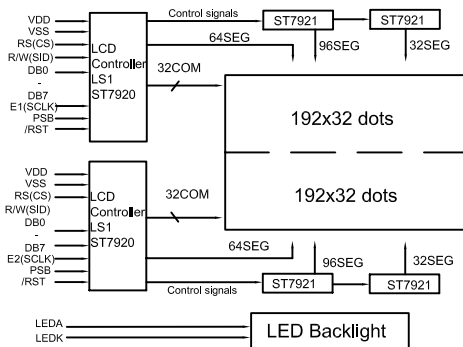 VDD
VSS
RS(CS)
R/W(SID)
DB0
-
DB7
E1(SCLK)
PSB
/RST
LCD
Controller
LS1
ST7920
Control signals
64SEG
32COM
ST7921
ST7921
96SEG
32SEG
192x32 dots
192x32 dots
VDD
VSS
RS(CS)
R/W(SID)
DB0
-
DB7
E2(SCLK)
PSB
/RST
LCD
Controller
LS1
ST7920
32COM
64SEG
96SEG
32SEG
Control signals
ST7921
ST7921
LEDA
LEDK
LED Backlight